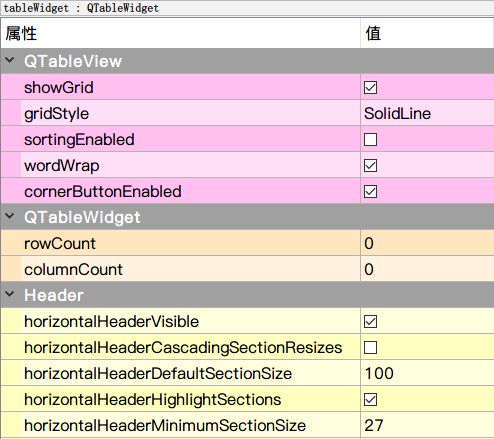 tableWidget : QTableWidget
属性 值
QTableView
showGrid
gridStyle SolidLine
sortingEnabled
wordWrap
cornerButtonEnabled
QTableWidget
rowCount 0
columnCount 0
Header
horizontalHeaderVisible
horizontalHeaderCascadingSectionResizes
horizontalHeaderDefaultSectionSize 100
horizontalHeaderHighlightSections
horizontalHeaderMinimumSectionSize 27